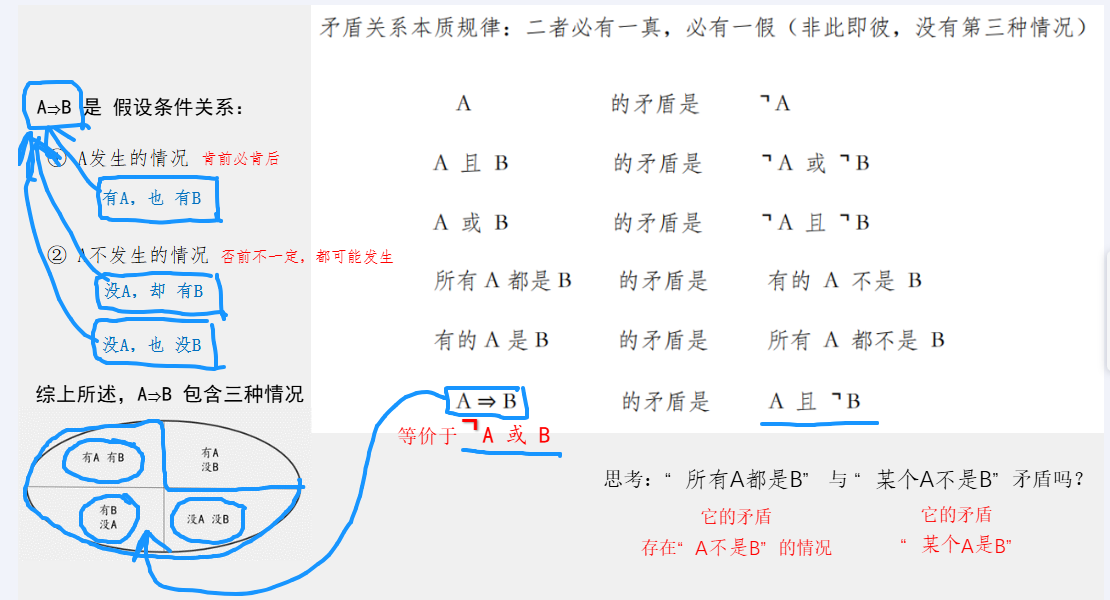 矛盾关系本质规律：二者必有一真，必有一假（非此即彼，没有第三种情况）
A 的矛盾是 ¬A
A 且 B 的矛盾是 ¬A 或 ¬B
A 或 B 的矛盾是 ¬A 且 ¬B
所有 A 都是 B 的矛盾是 有的 A 不是 B
有的 A 是 B 的矛盾是 所有 A 都不是 B
A ⇒ B 的矛盾是 A 且 ¬B
等价于 ¬A 或 B
A⇒B 是 假设条件关系：
① A发生的情况 肯前必肯后
有A，也 有B
② A不发生的情况 否前不一定，都可能发生
没A，却 有B
没A，也 没B
综上所述，A⇒B 包含三种情况
有A 有B
有A
没B
有B
没A
没A 没B
思考：“ 所有A都是B” 与“ 某个A不是B” 矛盾吗？
它的矛盾
存在“ A不是B” 的情况
它的矛盾
“ 某个A是B”